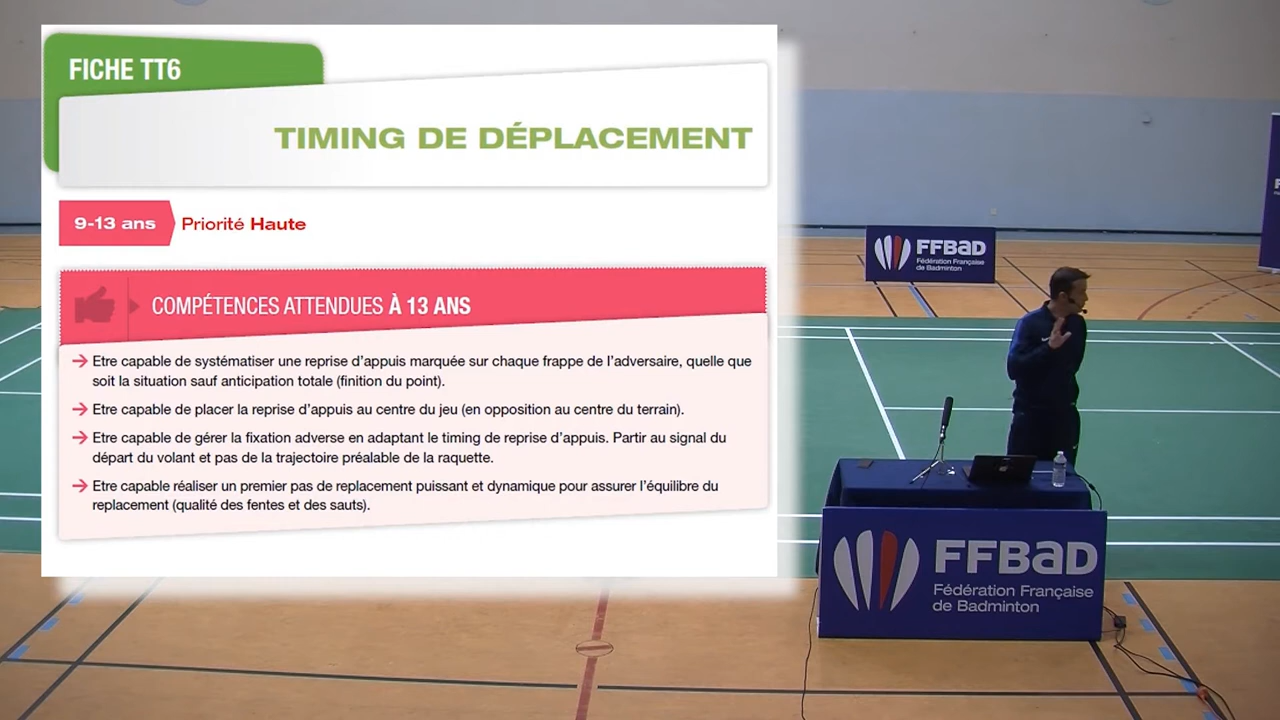 FICHE TT6
TIMING DE DÉPLACEMENT
9-13 ans
Priorité Haute
COMPÉTENCES ATTENDUES À 13 ANS
Etre capable de systématiser une reprise d'appuis marquée sur chaque frappe de l'adversaire, quelle que
soit la situation sauf anticipation totale (finition du point).
Etre capable de placer la reprise d'appuis au centre du jeu (en opposition au centre du terrain).
Etre capable de gérer la fixation adverse en adaptant le timing de reprise d'appuis. Partir au signal du
départ du volant et pas de la trajectoire préalable de la raquette.
Etre capable réaliser un premier pas de replacement puissant et dynamique pour assurer l'équilibre du
replacement (qualité des fentes et des sauts).
FFBaD
Fédération Française
de Badminton
FFBaD
Fédération Française
de Badminton